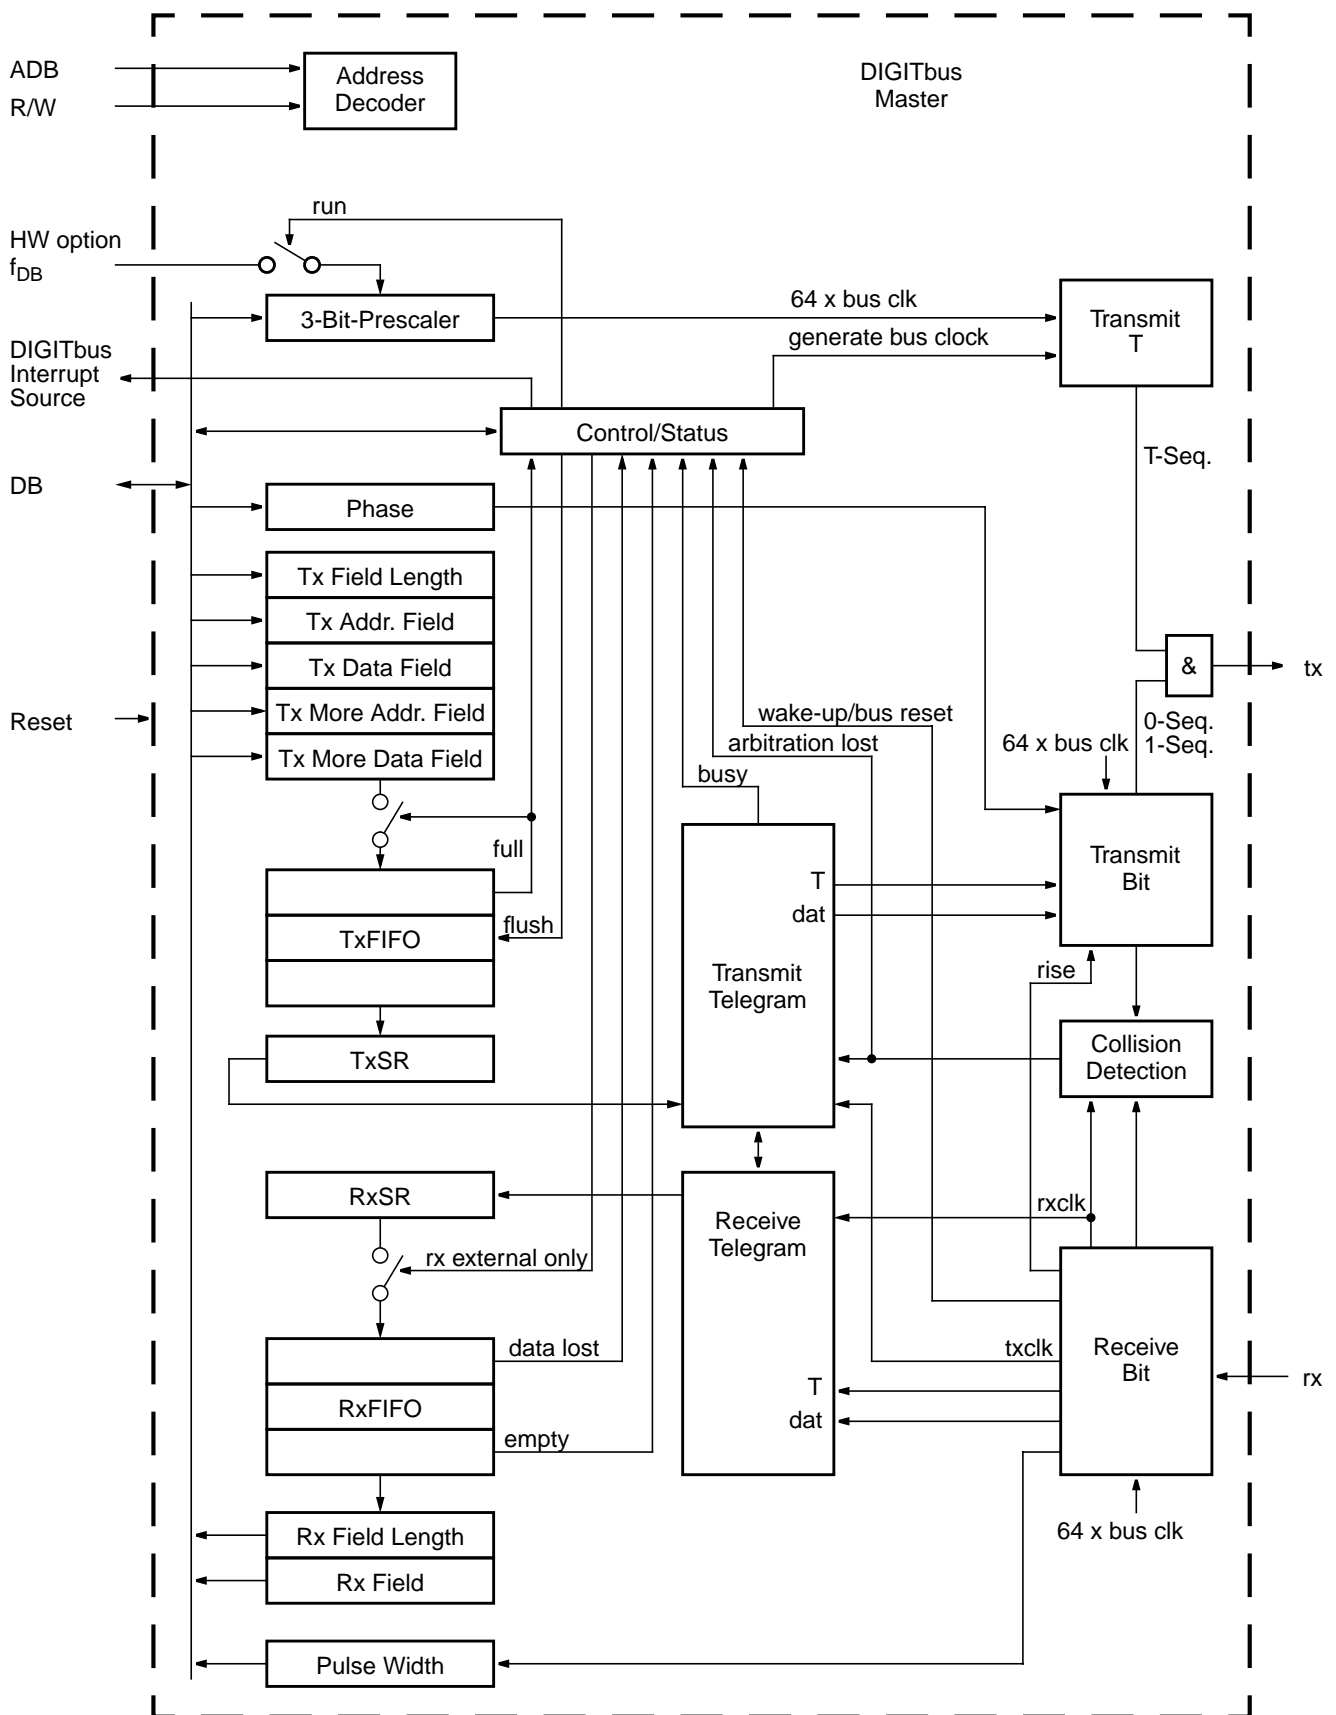 ADB
R/W
Address
Decoder
DIGITbus
Master
run
HW option
fDB
3-Bit-Prescaler
64 x bus clk
generate bus clock
Transmit
T
DIGITbus
Interrupt
Source
Control/Status
T-Seq.
DB
Phase
Tx Field Length
Tx Addr. Field
Tx Data Field
Tx More Addr. Field
Tx More Data Field
Reset
&
tx
wake-up/bus reset
arbitration lost
busy
0-Seq.
1-Seq.
64 x bus clk
full
flush
TxFIFO
T
dat
Transmit
Telegram
Transmit
Bit
rise
TxSR
Collision
Detection
RxSR
Receive
Telegram
rxclk
rx external only
data lost
RxFIFO
empty
txclk
T
dat
Receive
Bit
rx
64 x bus clk
Rx Field Length
Rx Field
Pulse Width